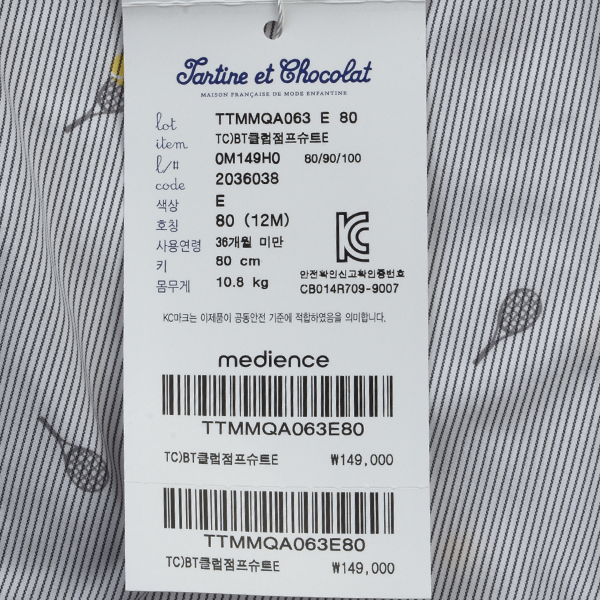 Tartine et Chocolat
MAISON FRANÇAISE DE MODE ENFANTINE
lot TTMMQA063 E 80
item TC)BT클럽점프슈트E
l/# 0M149H0 80/90/100
code 2036038
색상 E
호칭 80 (12M)
사용연령 36개월 미만
키 80 cm
몸무게 10.8 kg
KC
안전확인신고확인증번호
CB014R709-9007
KC마크는 이제품이 공동안전 기준에 적합하였음을 의미합니다.
medience
TTMMQA063E80
TC)BT클럽점프슈트E ₩149,000
TTMMQA063E80
TC)BT클럽점프슈트E ₩149,000